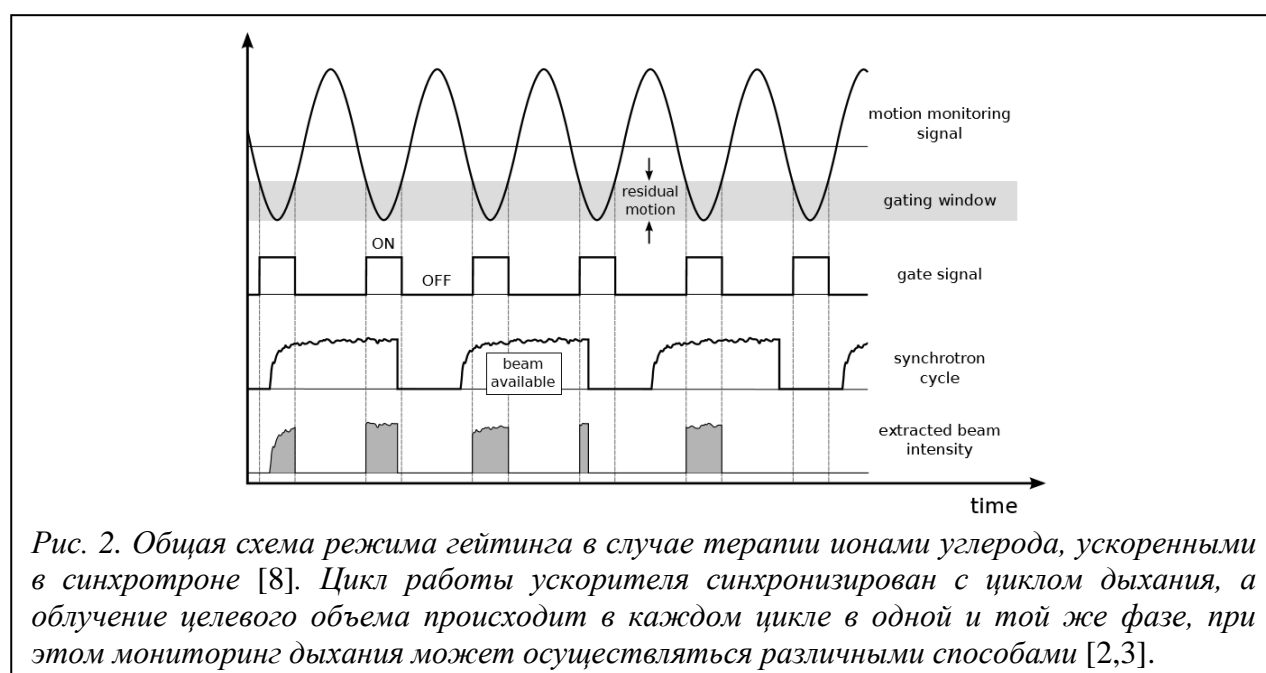 motion monitoring
signal
residual
motion
gating window
ON
OFF
gate signal
beam
available
synchrotron
cycle
extracted beam
intensity
time
Рис. 2. Общая схема режима гейтинга в случае терапии ионами углерода, ускоренными
в синхротроне [8]. Цикл работы ускорителя синхронизирован с циклом дыхания, а
облучение целевого объема происходит в каждом цикле в одной и той же фазе, при
этом мониторинг дыхания может осуществляться различными способами [2,3].